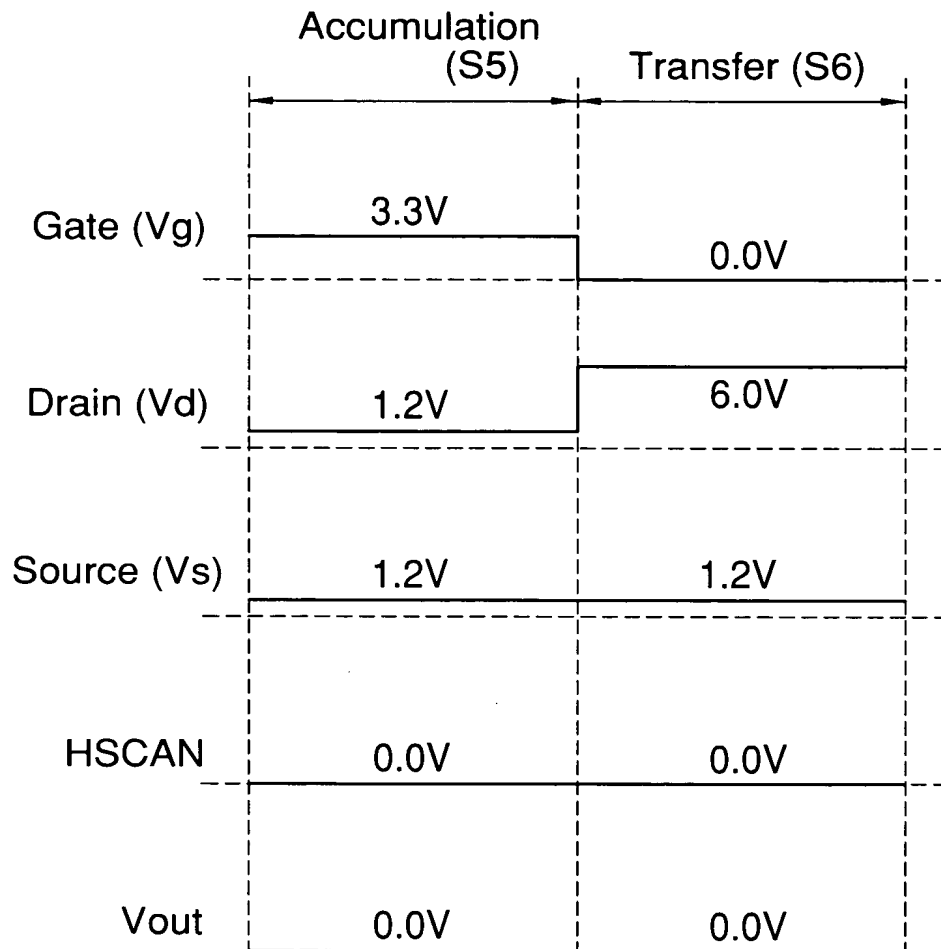 Accumulation
(S5)
Transfer (S6)
Gate (Vg)
3.3V
0.0V
Drain (Vd)
1.2V
6.0V
Source (Vs)
1.2V
1.2V
HSCAN
0.0V
0.0V
Vout
0.0V
0.0V